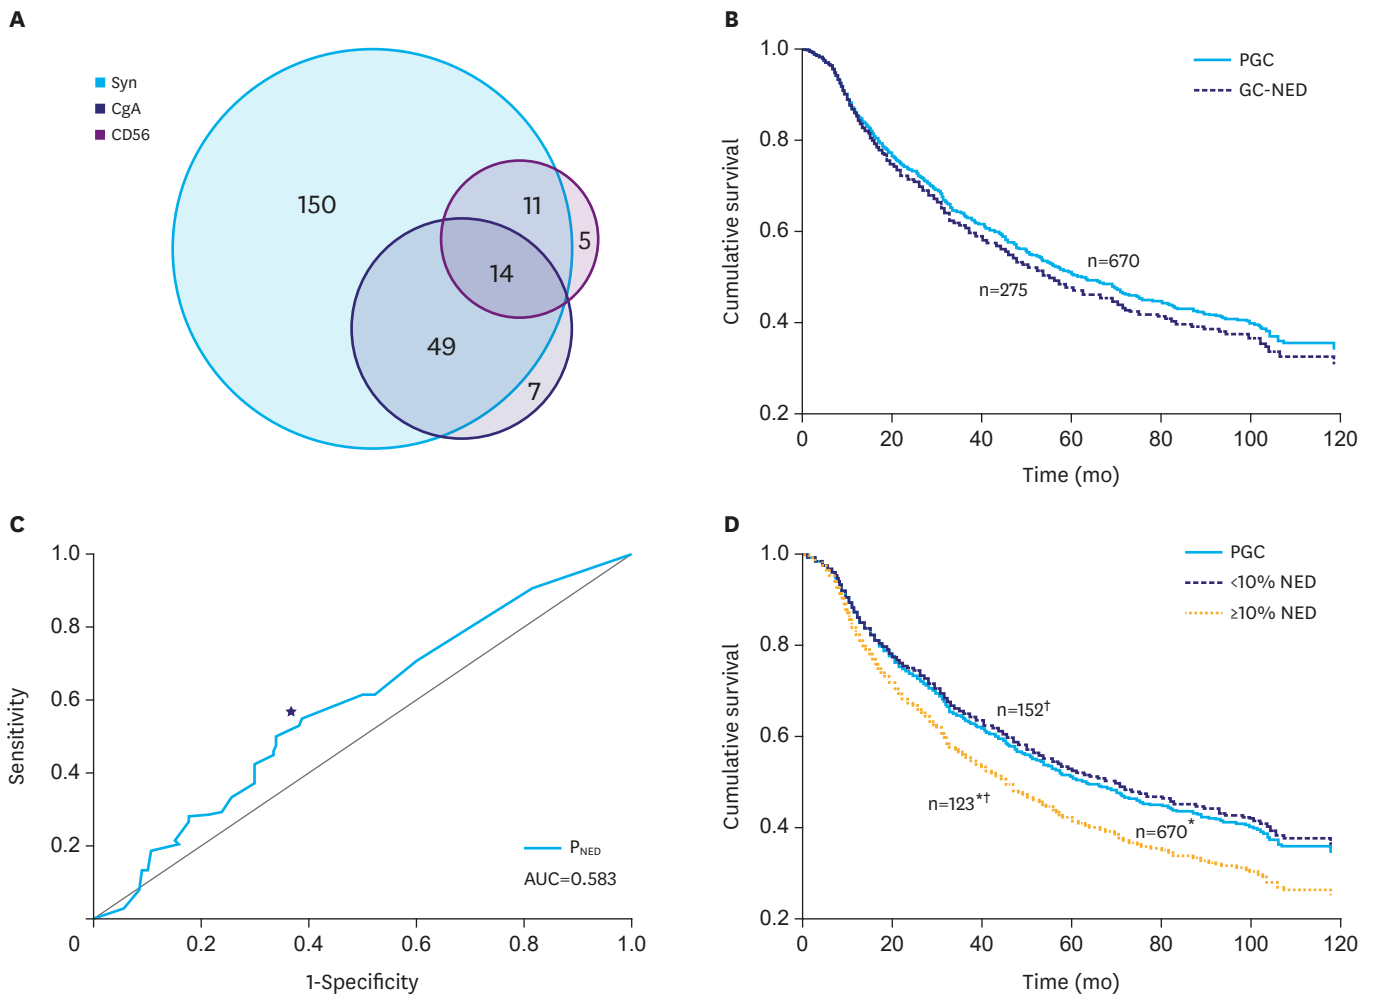 A
Syn
CgA
CD56
150
11
5
14
49
7
B
1.0
0.8
0.6
0.4
0.2
Cumulative survival
PGC
GC-NED
n=670
n=275
0 20 40 60 80 100 120
Time (mo)
C
1.0
0.8
0.6
0.4
0.2
Sensitivity
★
P_NED
AUC=0.583
0 0.2 0.4 0.6 0.8 1.0
1-Specificity
D
1.0
0.8
0.6
0.4
0.2
Cumulative survival
PGC
<10% NED
≥10% NED
n=152†
n=123*†
n=670*
0 20 40 60 80 100 120
Time (mo)